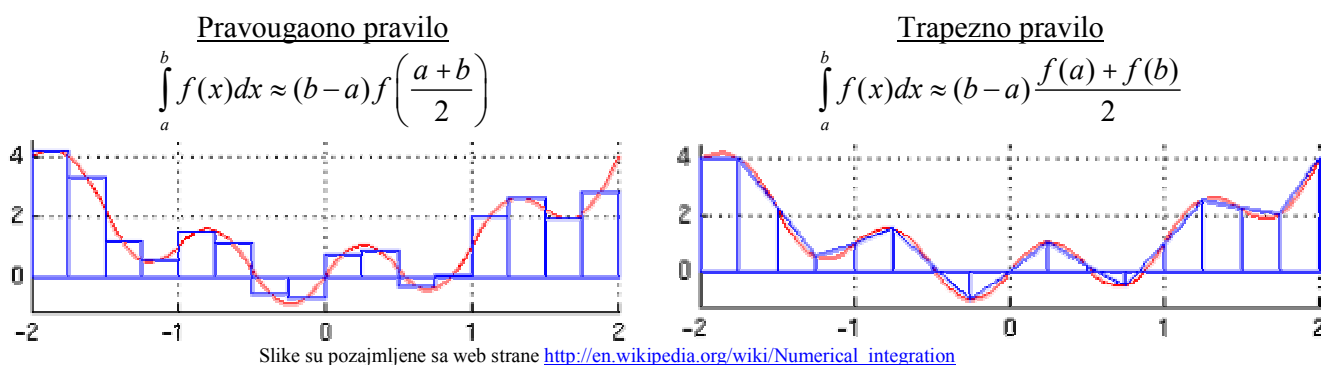 Pravougaono pravilo
∫_a^b f(x)dx ≈ (b−a) f((a+b)/2)
Trapezno pravilo
∫_a^b f(x)dx ≈ (b−a) (f(a)+f(b))/2
4
2
0
-2 -1 0 1 2
4
2
0
-2 -1 0 1 2
Slike su pozajmljene sa web strane http://en.wikipedia.org/wiki/Numerical_integration